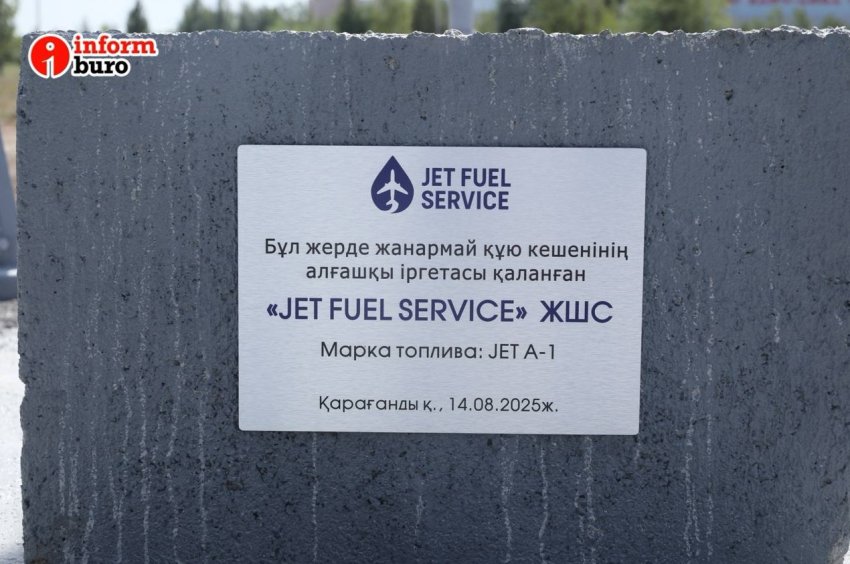 inform
buro
JET FUEL
SERVICE
Бұл жерде жанармай құю кешенінің
алғашқы іргетасы қаланған
«JET FUEL SERVICE» ЖШС
Марка топлива: JET A-1
Қарағанды қ., 14.08.2025ж.